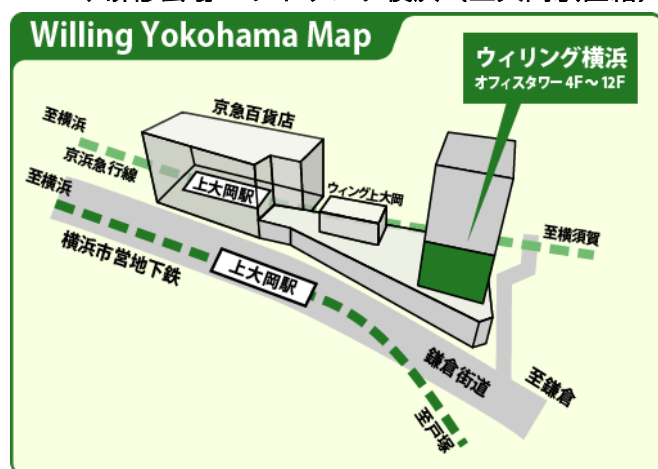 Willing Yokohama Map
ウィリング横浜
オフィスタワー4F〜12F
京急百貨店
至横浜
京浜急行線
上大岡駅
ウィング上大岡
至横須賀
至横浜
横浜市営地下鉄
上大岡駅
鎌倉街道
至鎌倉
至戸塚